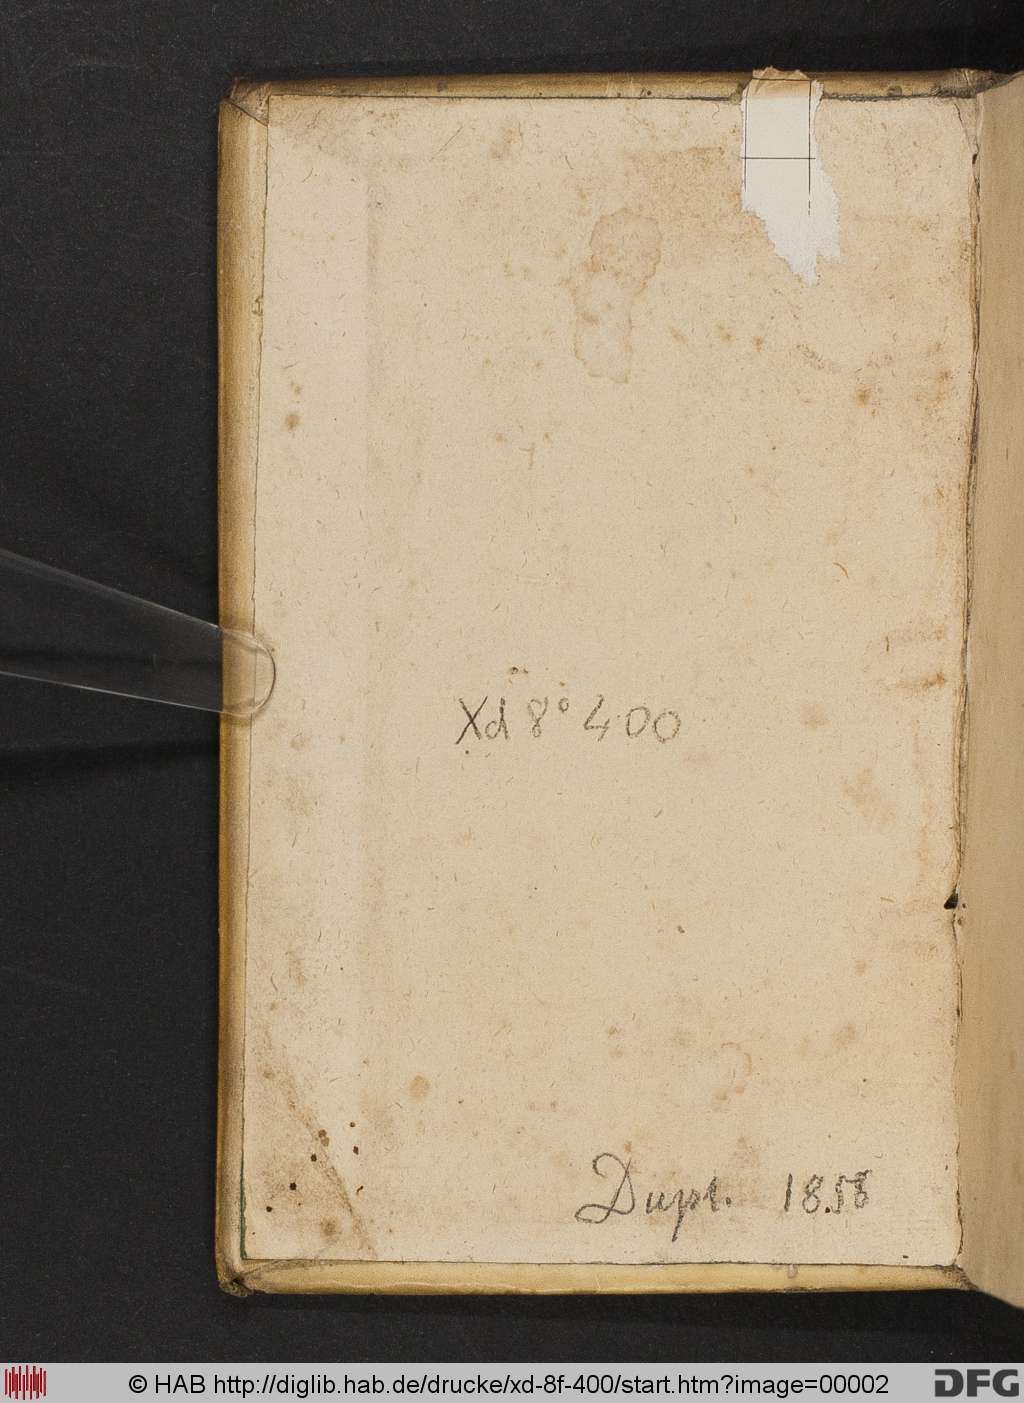 Xd 8° 400
Dupl. 1858
© HAB http://diglib.hab.de/drucke/xd-8f-400/start.htm?image=00002
DFG